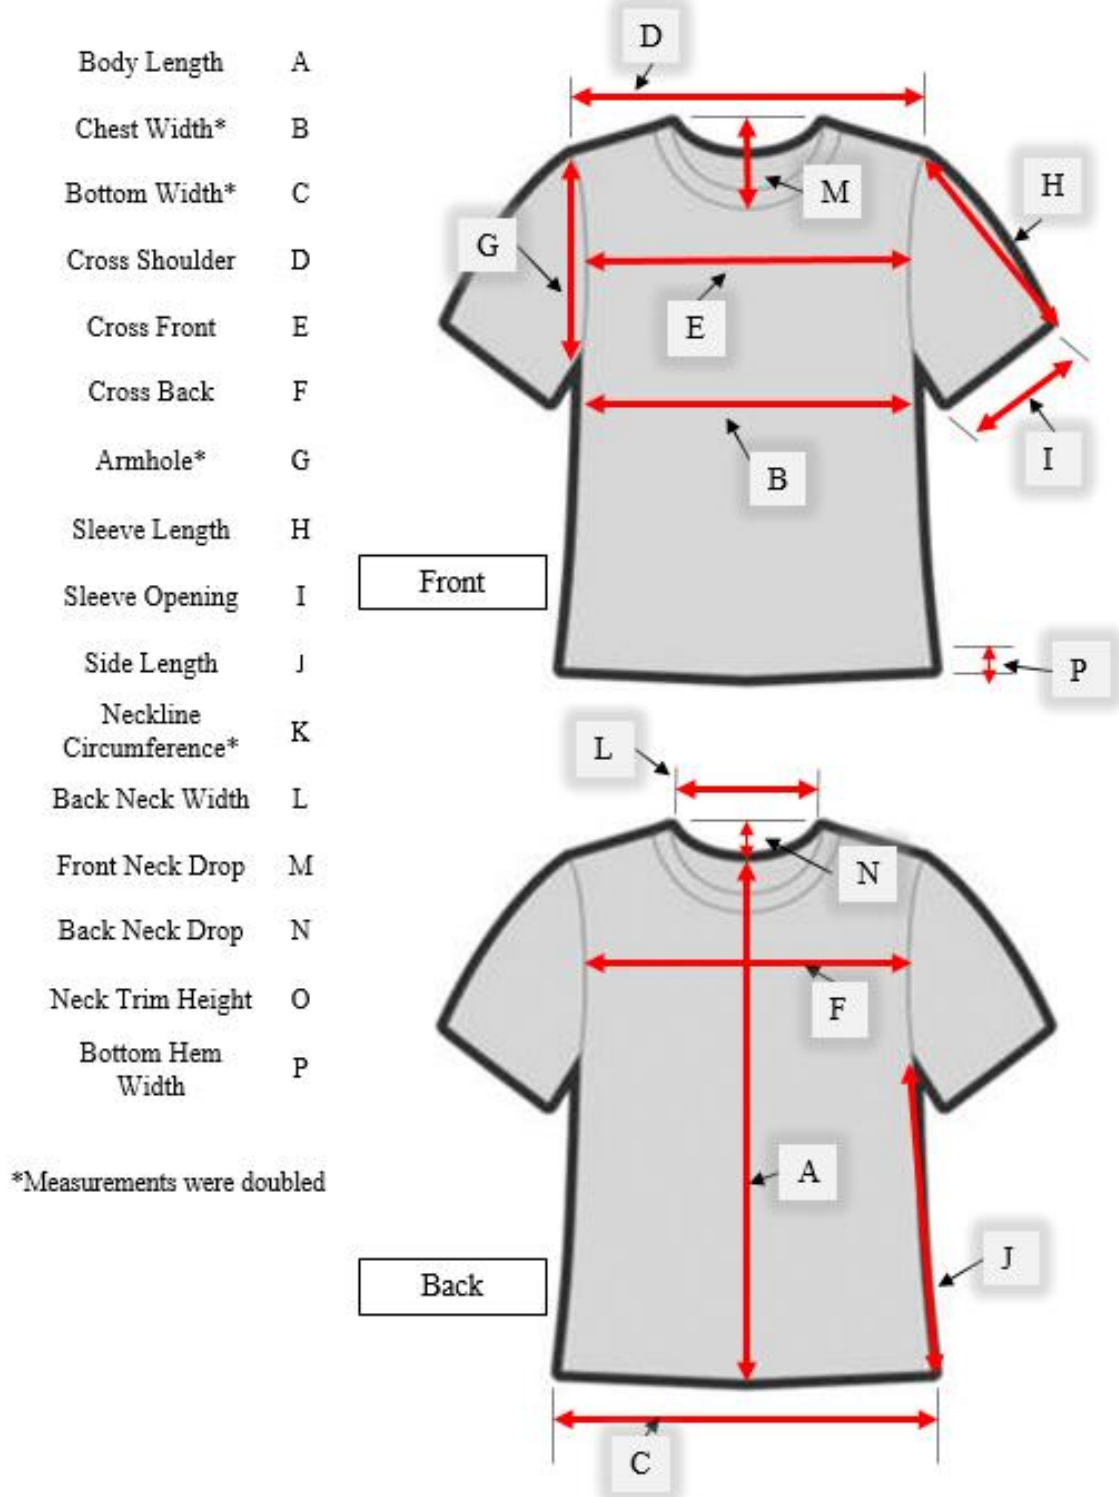 Body Length A
Chest Width* B
Bottom Width* C
Cross Shoulder D
Cross Front E
Cross Back F
Armhole* G
Sleeve Length H
Sleeve Opening I
Side Length J
Neckline
Circumference* K
Back Neck Width L
Front Neck Drop M
Back Neck Drop N
Neck Trim Height O
Bottom Hem
Width P
*Measurements were doubled
D
M
H
G
E
I
B
Front
P
L
N
F
A
J
Back
C